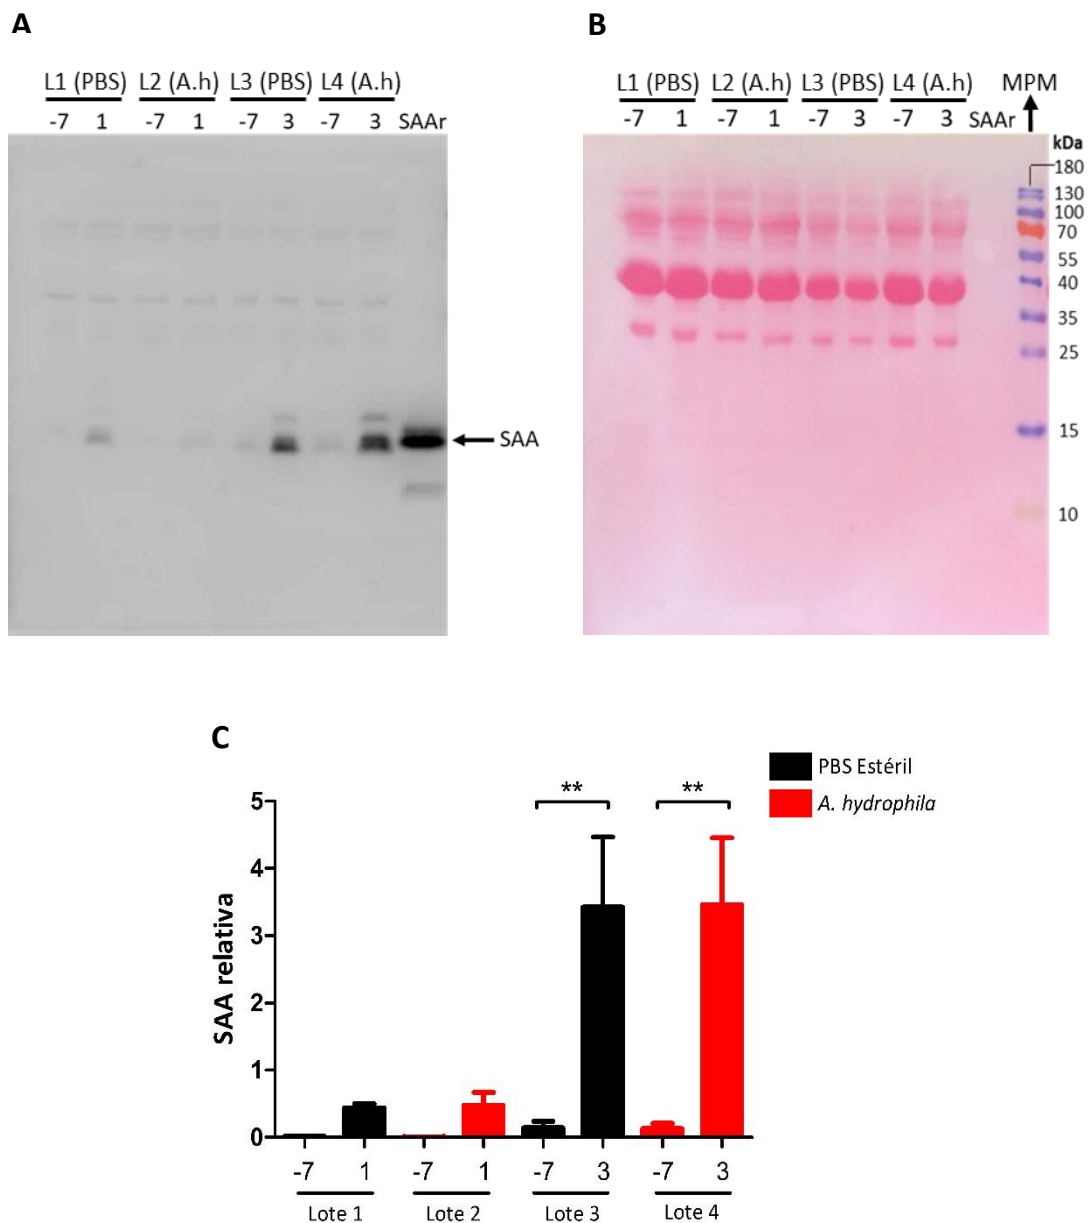 A
L1 (PBS) L2 (A.h) L3 (PBS) L4 (A.h)
-7 1 -7 1 -7 3 -7 3 SAAr
SAA
B
L1 (PBS) L2 (A.h) L3 (PBS) L4 (A.h) MPM
-7 1 -7 1 -7 3 -7 3 SAAr
kDa
180
130
100
70
55
40
35
25
15
10
C
PBS Estéril
A. hydrophila
** **
SAA relativa
5
4
3
2
1
0
-7 1 -7 1 -7 3 -7 3
Lote 1 Lote 2 Lote 3 Lote 4